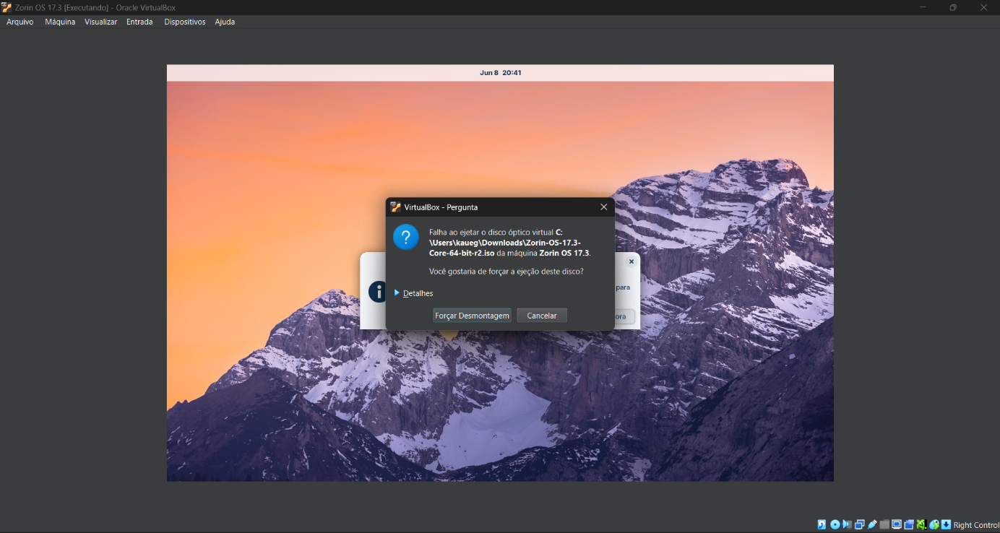 Zorin OS 17.3 [Executando] - Oracle VirtualBox
Arquivo Máquina Visualizar Entrada Dispositivos Ajuda
Jun 8 20:41
VirtualBox - Pergunta
Falha ao ejetar o disco óptico virtual C:
\Users\kaueg\Downloads\Zorin-OS-17.3-
Core-64-bit-r2.iso da máquina Zorin OS 17.3.
Você gostaria de forçar a ejeção deste disco?
para
Detalhes
Forçar Desmontagem Cancelar
ora
Right Control